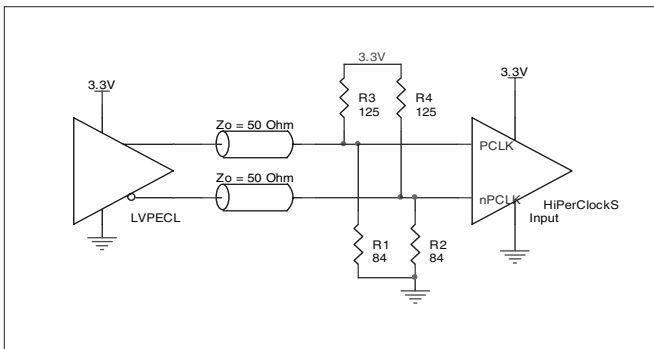 3.3V
3.3V
3.3V
R3
125
R4
125
Zo = 50 Ohm
PCLK
Zo = 50 Ohm
nPCLK
HiPerClockS
Input
LVPECL
R1
84
R2
84